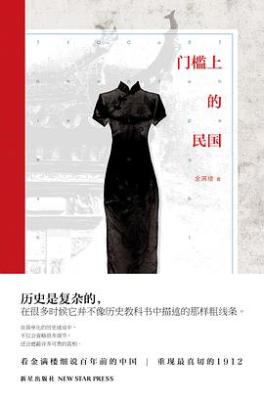 门槛上
的
民国
金满楼 著
历史是复杂的，
在很多时候它并不像历史教科书中描述的那样粗线条。
看金满楼细说百年前的中国 | 重现最真切的1912
新星出版社 NEW STAR PRESS